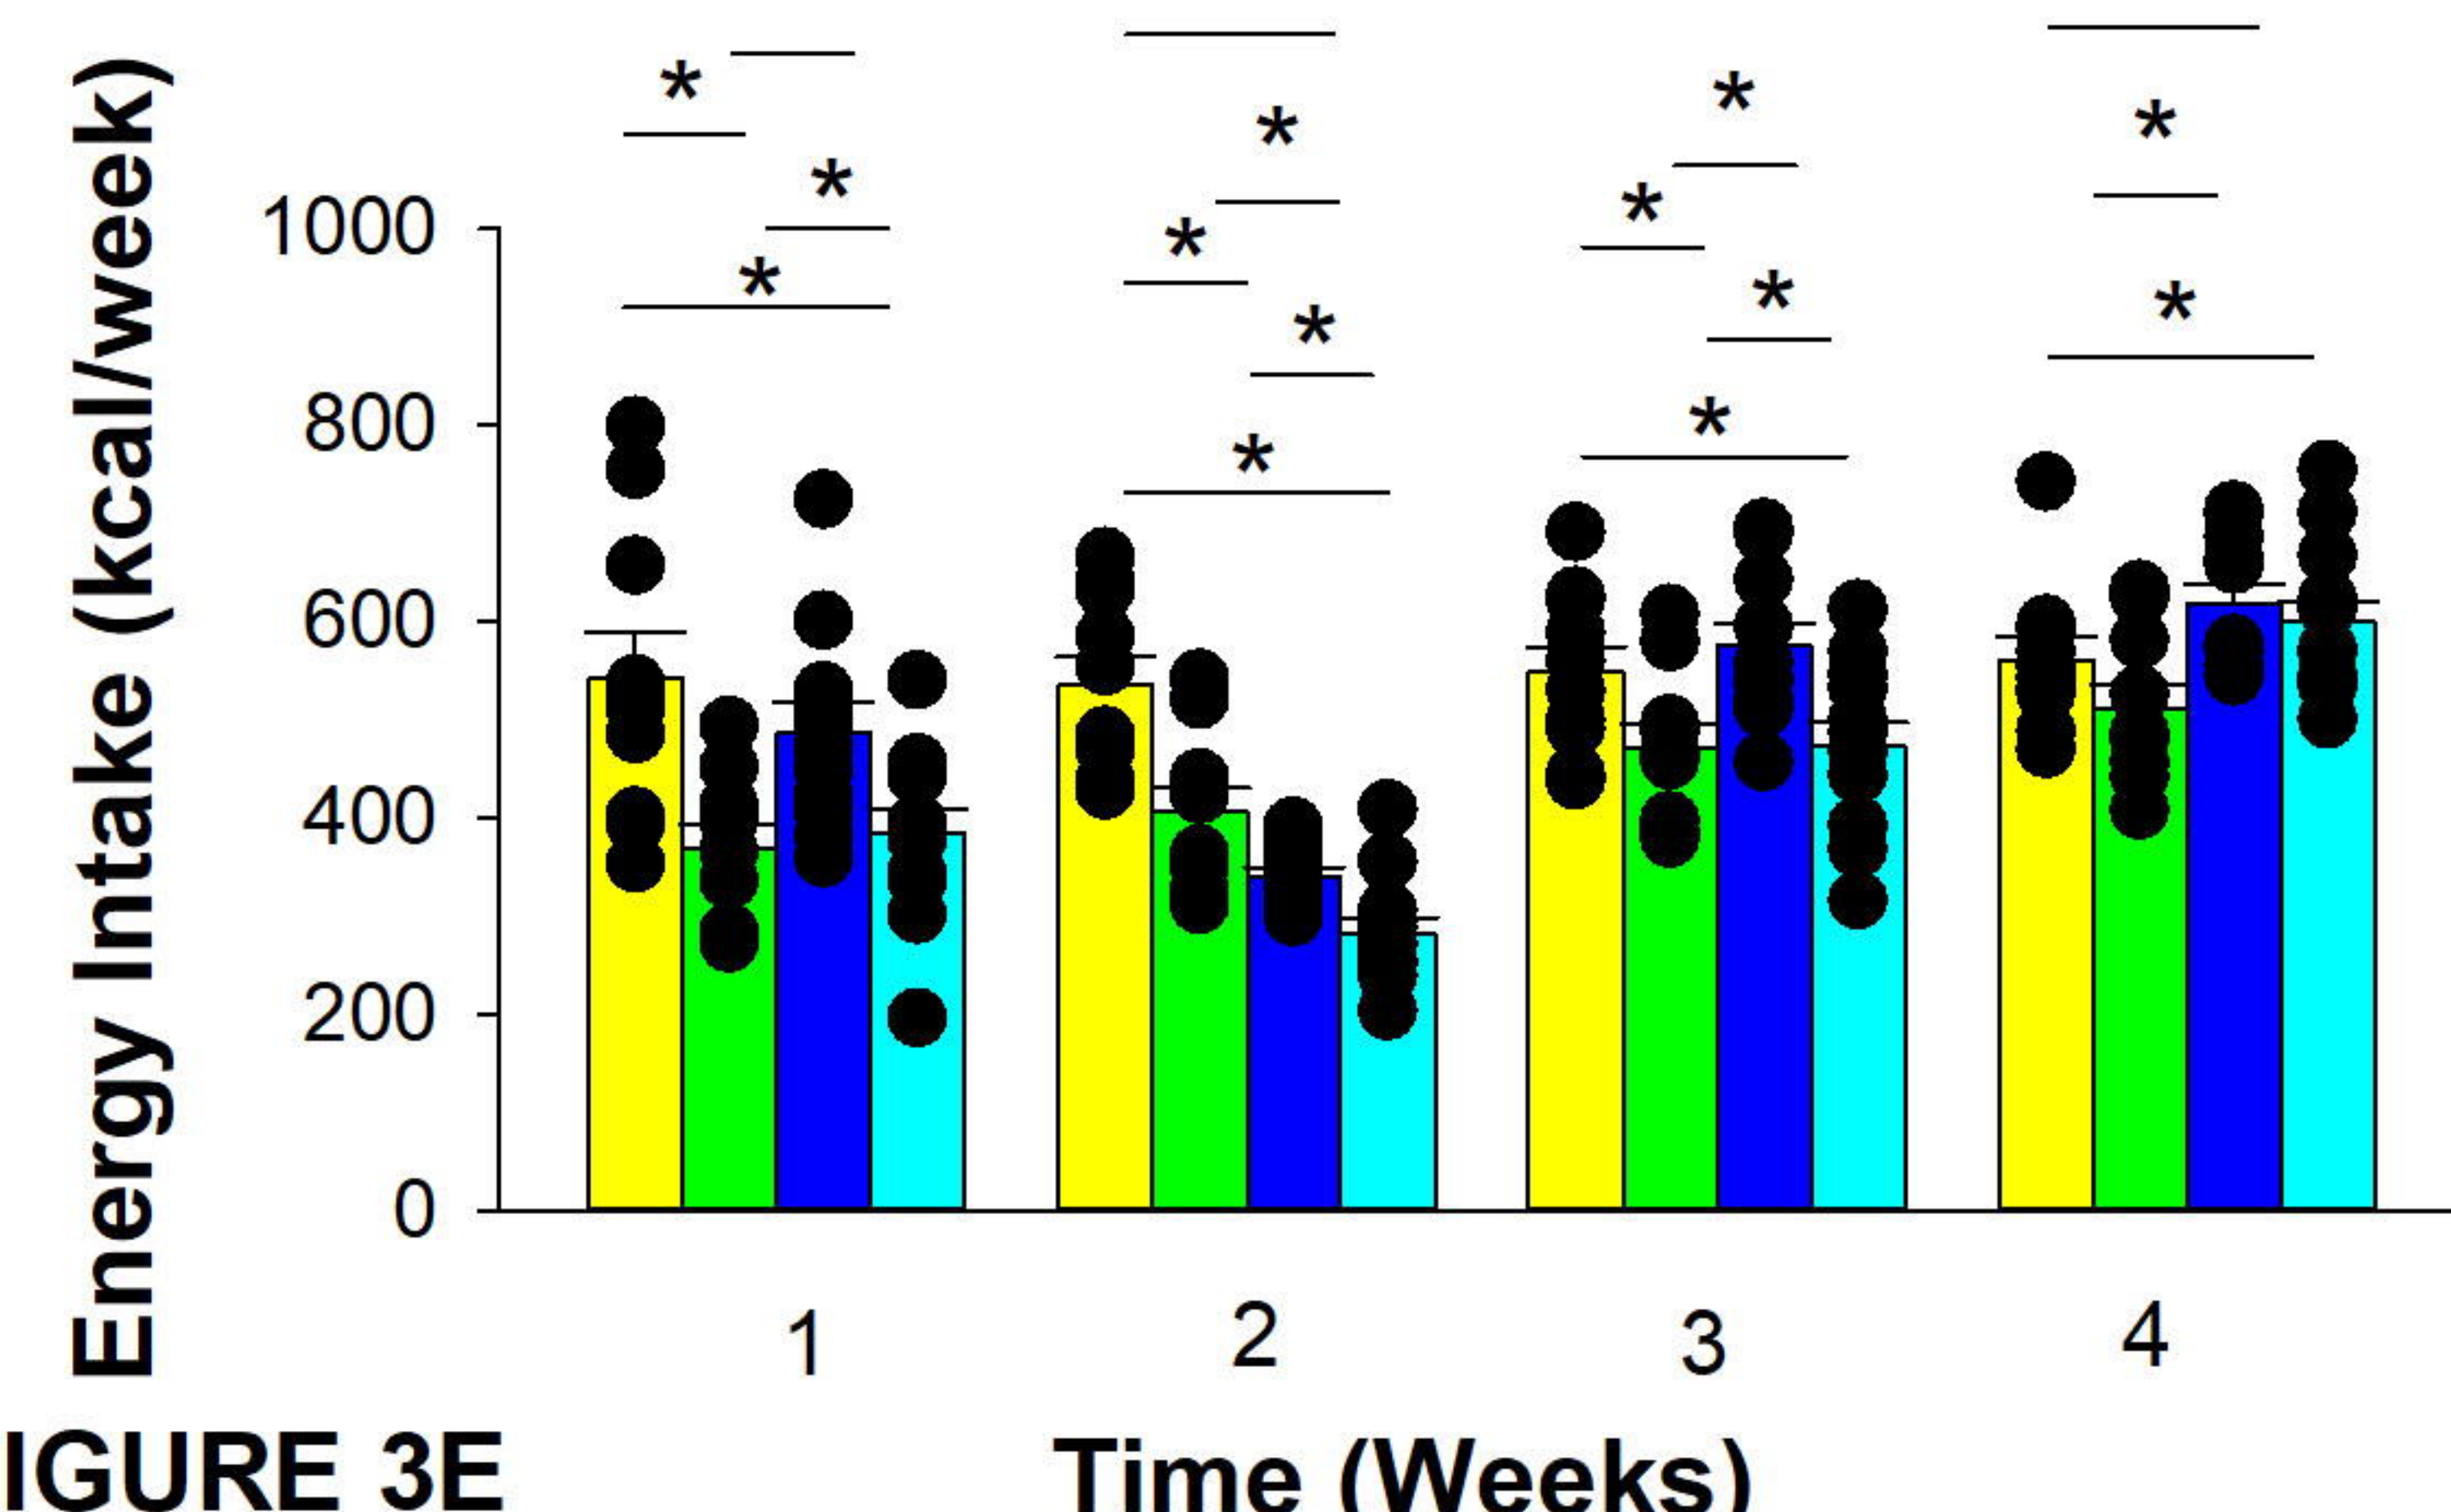 Energy Intake (kcal/week)
* * * *
* * *
* *
* *
* *
1000
800
600
400
200
0
1 2 3 4
IGURE 3E
Time (Weeks)